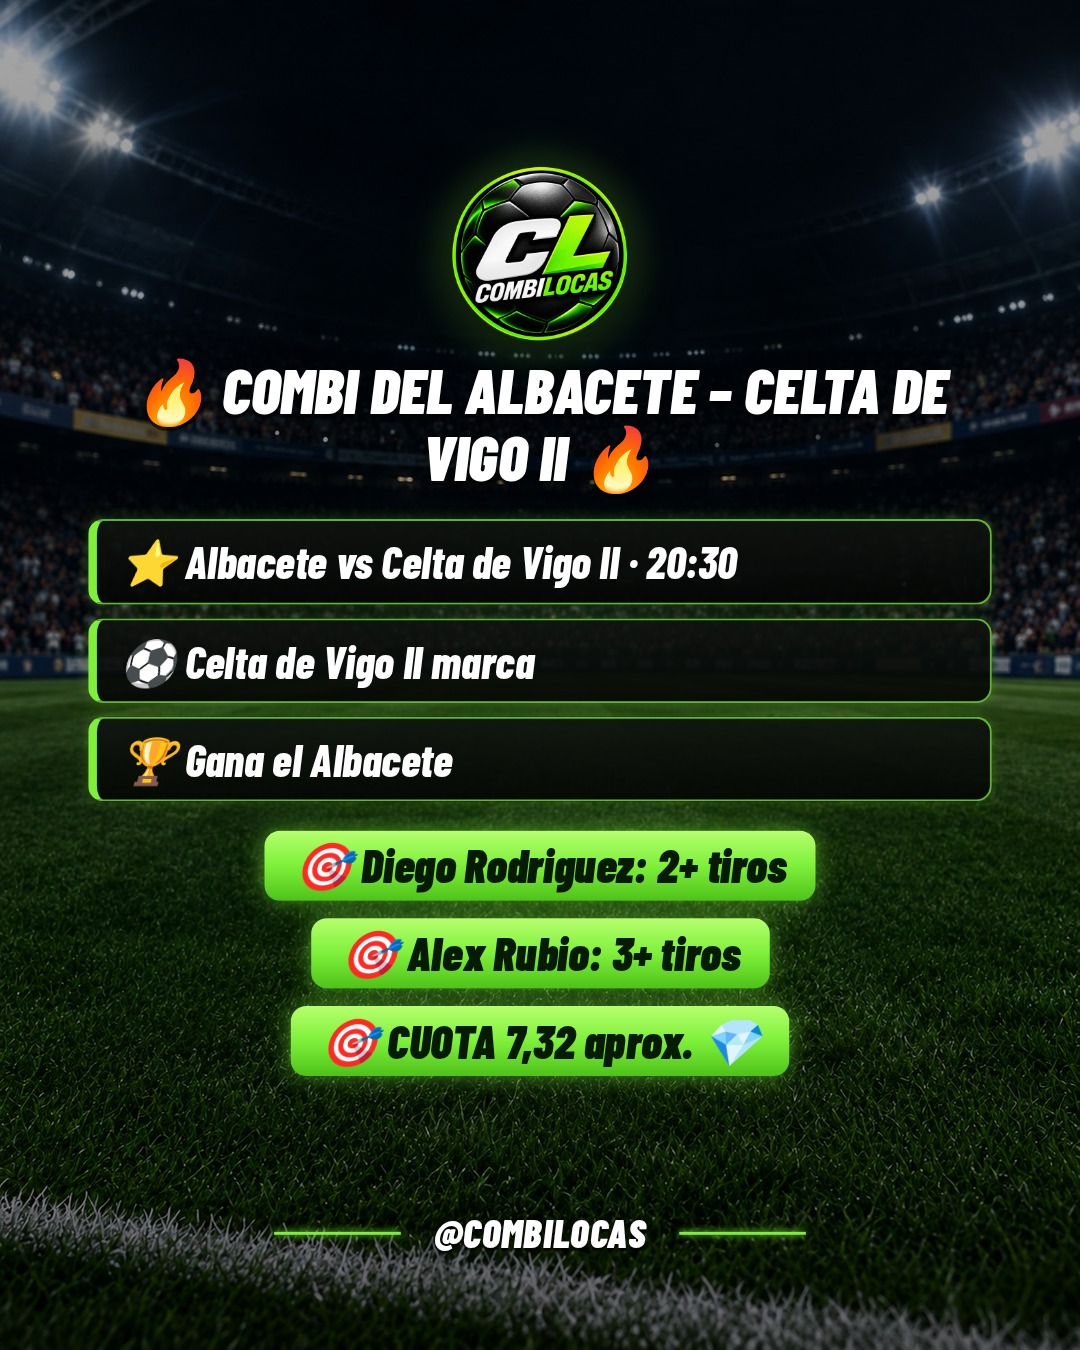 CL
COMBILOCAS
🔥 COMBI DEL ALBACETE - CELTA DE
VIGO II 🔥
⭐ Albacete vs Celta de Vigo II · 20:30
⚽ Celta de Vigo II marca
🏆 Gana el Albacete
🎯 Diego Rodriguez: 2+ tiros
🎯 Alex Rubio: 3+ tiros
🎯 CUOTA 7,32 aprox. 💎
@COMBILOCAS